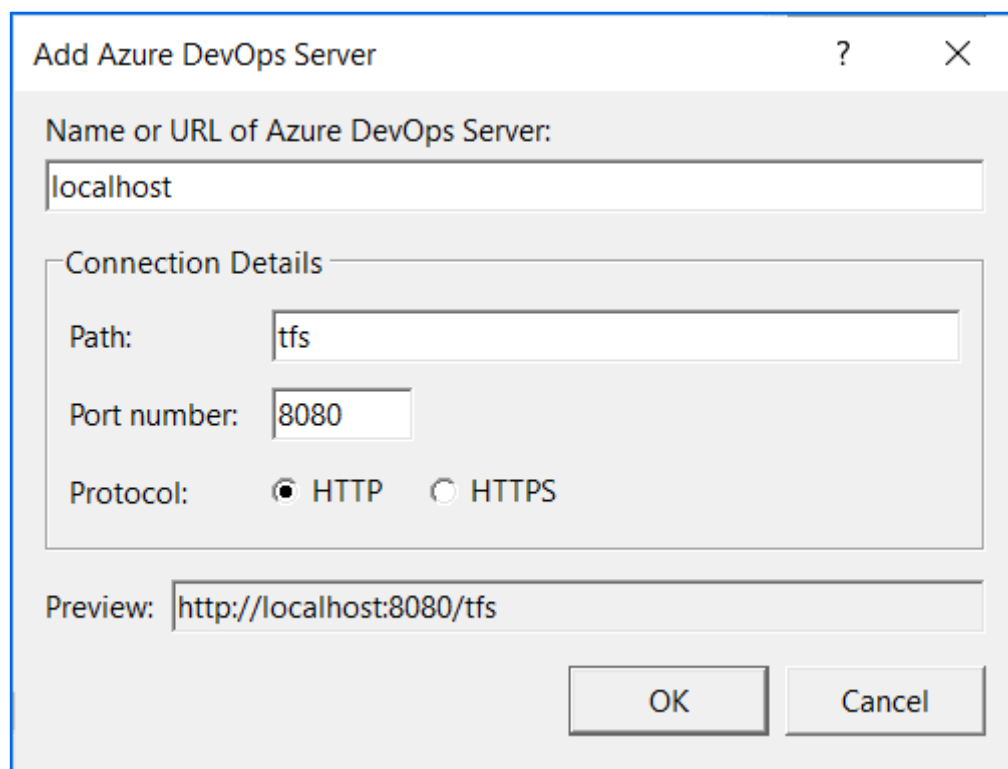 Add Azure DevOps Server ?
Name or URL of Azure DevOps Server:
localhost
Connection Details
Path: tfs
Port number: 8080
Protocol: HTTP HTTPS
Preview: http://localhost:8080/tfs
OK Cancel